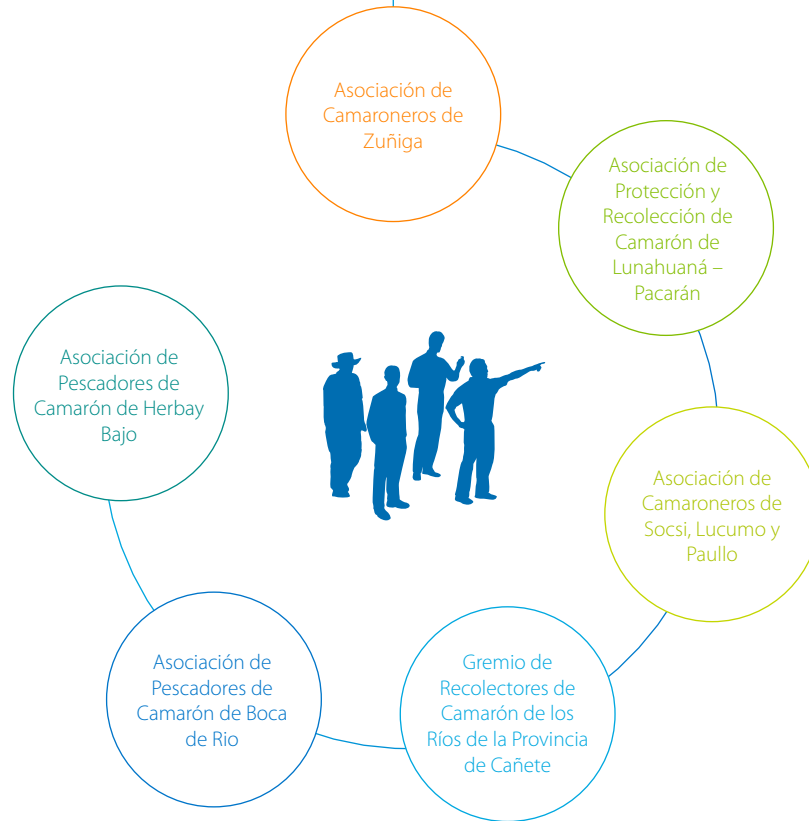 Asociación de
Camaroneros de
Zuñiga
Asociación de
Protección y
Recolección de
Camarón de
Lunahuaná –
Pacarán
Asociación de
Camaroneros de
Socsi, Lucumo y
Paullo
Gremio de
Recolectores de
Camarón de los
Ríos de la Provincia
de Cañete
Asociación de
Pescadores de
Camarón de Boca
de Rio
Asociación de
Pescadores de
Camarón de Herbay
Bajo